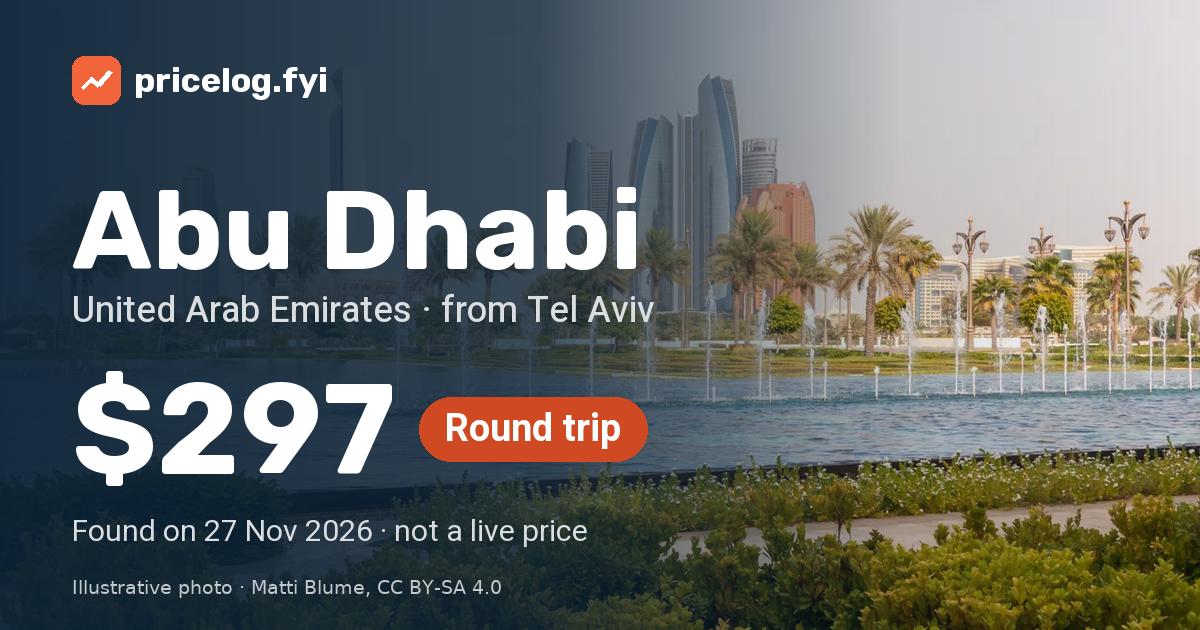 pricelog.fyi
Abu Dhabi
United Arab Emirates · from Tel Aviv
$297 Round trip
Found on 27 Nov 2026 · not a live price
Illustrative photo · Matti Blume, CC BY-SA 4.0